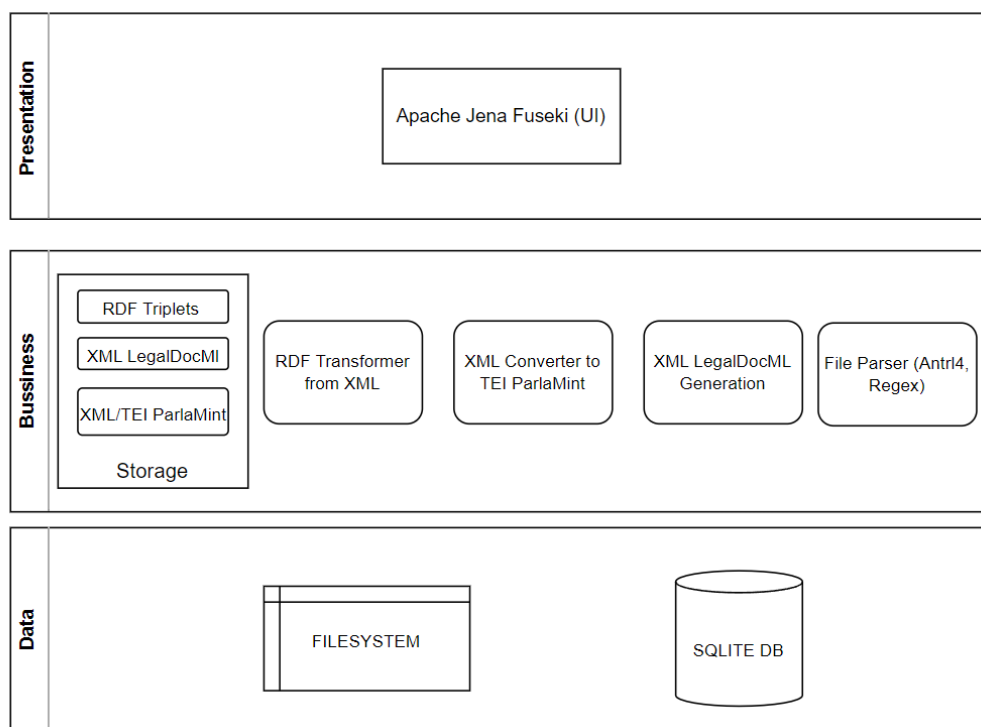 Presentation
Apache Jena Fuseki (UI)
Bussiness
RDF Triplets
XML LegalDocMl
XML/TEI ParlaMint
Storage
RDF Transformer
from XML
XML Converter to
TEI ParlaMint
XML LegalDocML
Generation
File Parser (Antrl4,
Regex)
Data
FILESYSTEM
SQLITE DB